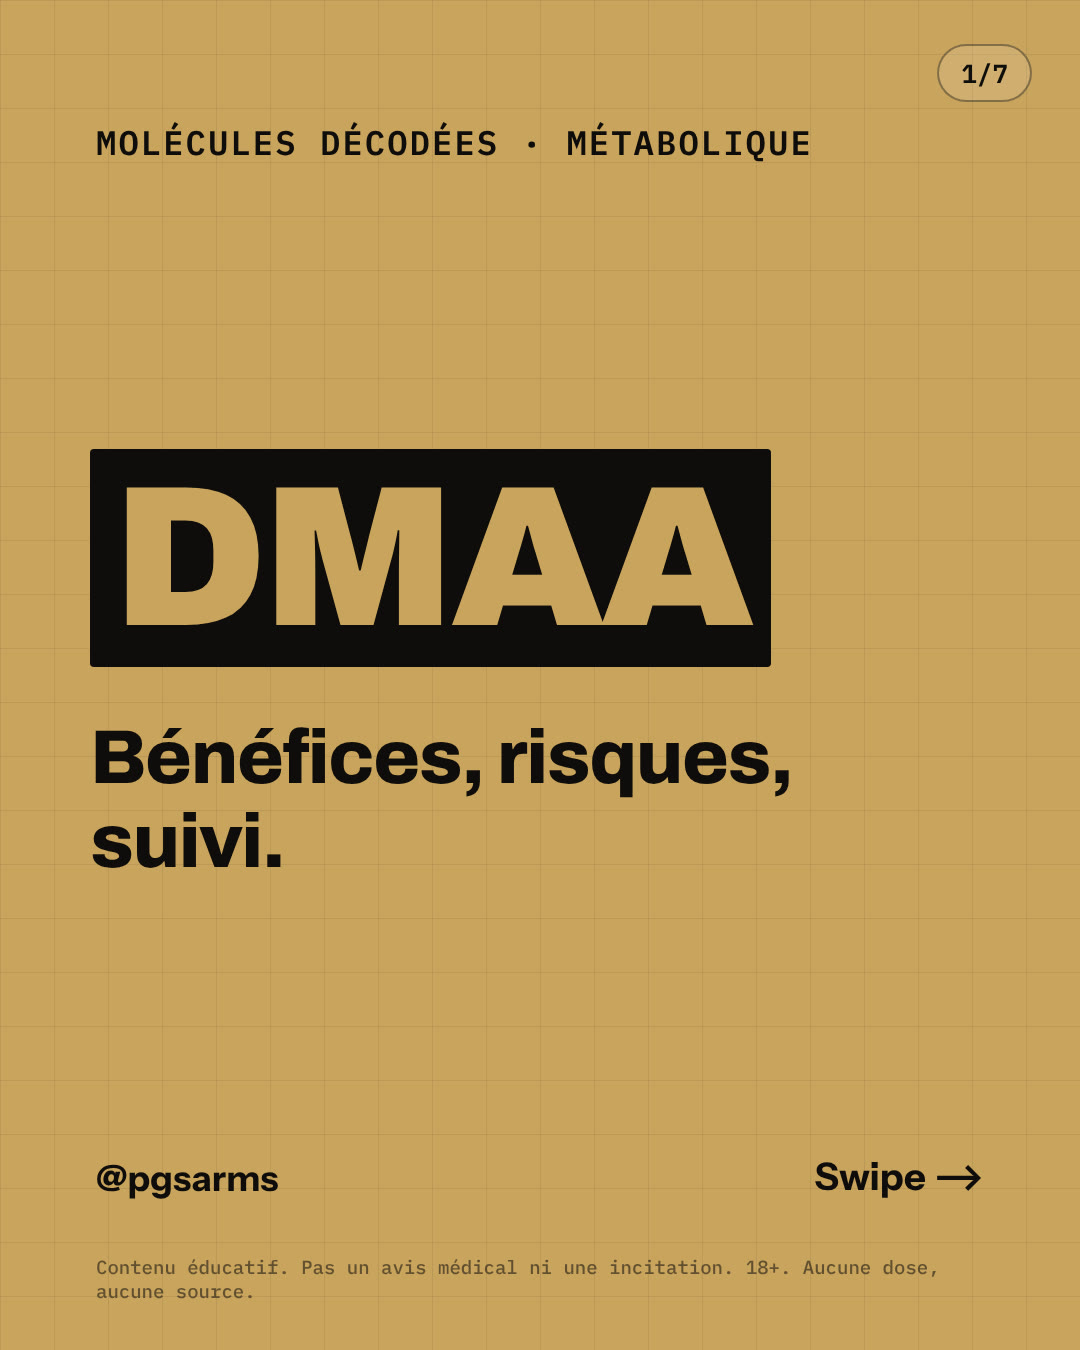 1/7
MOLÉCULES DÉCODÉES · MÉTABOLIQUE
DMAA
Bénéfices, risques,
suivi.
@pgsarms
Swipe →
Contenu éducatif. Pas un avis médical ni une incitation. 18+. Aucune dose,
aucune source.